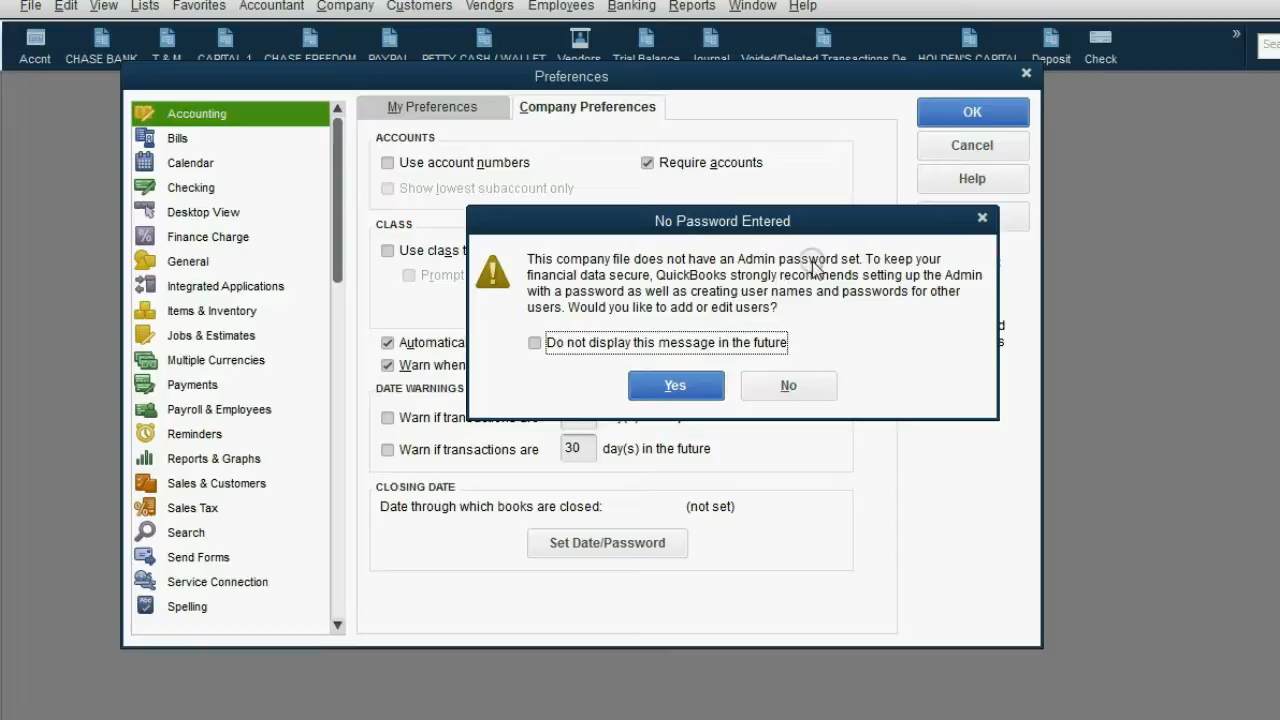 File Edit View Lists Favorites Accountant Company Customers Vendors Employees Banking Reports Window Help
»
Accnt CHASE BANK T & M CAPITAL 1 CHASE FREEDOM PAYPAL PETTY CASH / WALLET Vendors Trial Balance Journal Voided/Deleted Transactions De HOLDEN'S CAPITAL Deposit Check
Preferences
Accounting
Bills
Calendar
Checking
Desktop View
Finance Charge
General
Integrated Applications
Items & Inventory
Jobs & Estimates
Multiple Currencies
Payments
Payroll & Employees
Reminders
Reports & Graphs
Sales & Customers
Sales Tax
Search
Send Forms
Service Connection
Spelling
My Preferences Company Preferences
ACCOUNTS
Use account numbers Require accounts
Show lowest subaccount only
CLASS
Use class t
Prompt
Automatica
Warn when
DATE WARNINGS
Warn if transactions are
Warn if transactions are 30 day(s) in the future
CLOSING DATE
Date through which books are closed: (not set)
Set Date/Password
OK
Cancel
Help
No Password Entered
This company file does not have an Admin password set. To keep your
financial data secure, QuickBooks strongly recommends setting up the Admin
with a password as well as creating user names and passwords for other
users. Would you like to add or edit users?
Do not display this message in the future
Yes No